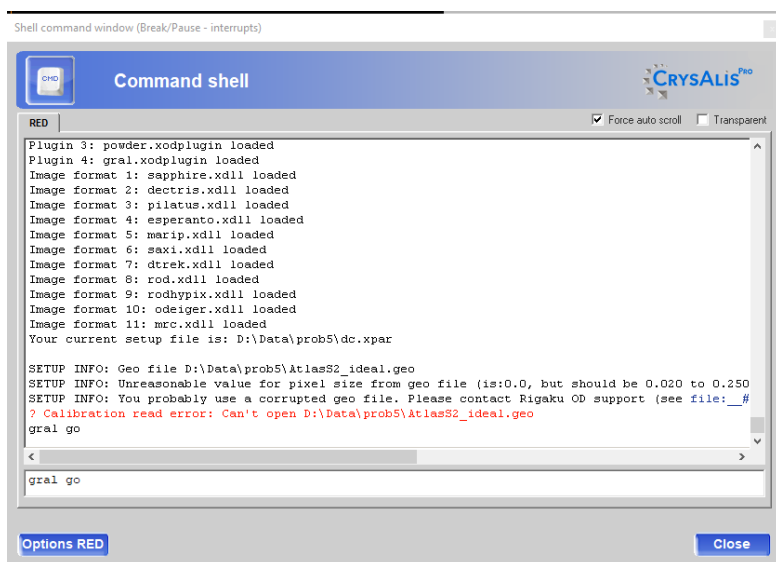 Shell command window (Break/Pause - interrupts)
CMD
Command shell
CRYSALIS PRO
RED
Force auto scroll
Transparent
Plugin 3: powder.xodplugin loaded
Plugin 4: gral.xodplugin loaded
Image format 1: sapphire.xdll loaded
Image format 2: dectris.xdll loaded
Image format 3: pilatus.xdll loaded
Image format 4: esperanto.xdll loaded
Image format 5: marip.xdll loaded
Image format 6: saxi.xdll loaded
Image format 7: dtrek.xdll loaded
Image format 8: rod.xdll loaded
Image format 9: rodhypix.xdll loaded
Image format 10: odeiger.xdll loaded
Image format 11: mrc.xdll loaded
Your current setup file is: D:\Data\prob5\dc.xpar
SETUP INFO: Geo file D:\Data\prob5\AtlasS2_ideal.geo
SETUP INFO: Unreasonable value for pixel size from geo file (is:0.0, but should be 0.020 to 0.250
SETUP INFO: You probably use a corrupted geo file. Please contact Rigaku OD support (see file:__#
? Calibration read error: Can't open D:\Data\prob5\AtlasS2_ideal.geo
gral go
gral go
Options RED
Close